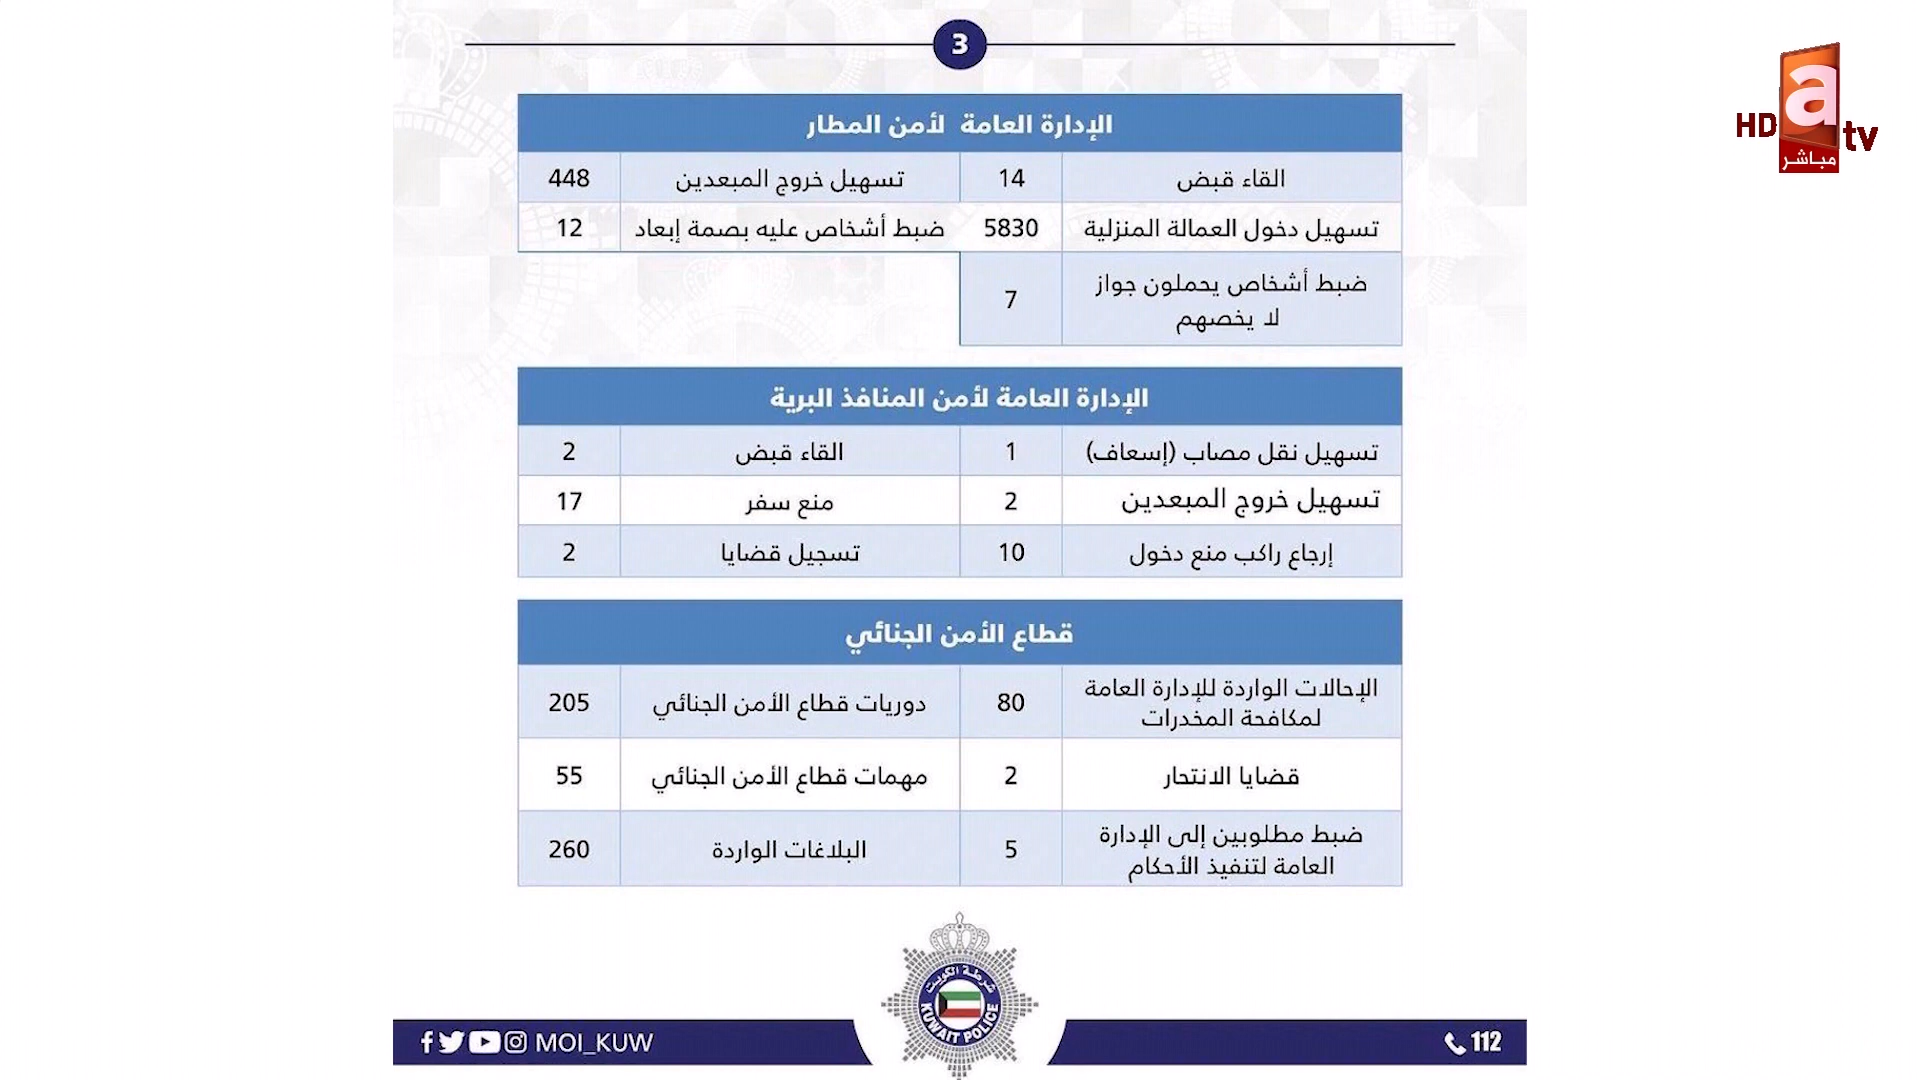 3
HD a tv
مباشر
الإدارة العامة لأمن المطار
القاء قبض 14 تسهيل خروج المبعدين 448
تسهيل دخول العمالة المنزلية 5830 ضبط أشخاص عليه بصمة إبعاد 12
ضبط أشخاص يحملون جواز
لا يخصهم 7
الإدارة العامة لأمن المنافذ البرية
تسهيل نقل مصاب (إسعاف) 1 القاء قبض 2
تسهيل خروج المبعدين 2 منع سفر 17
إرجاع راكب منع دخول 10 تسجيل قضايا 2
قطاع الأمن الجنائي
الإحالات الواردة للإدارة العامة
لمكافحة المخدرات 80 دوريات قطاع الأمن الجنائي 205
قضايا الانتحار 2 مهمات قطاع الأمن الجنائي 55
ضبط مطلوبين إلى الإدارة
العامة لتنفيذ الأحكام 5 البلاغات الواردة 260
شرطة الكويت
KUWAIT POLICE
MOI_KUW
112